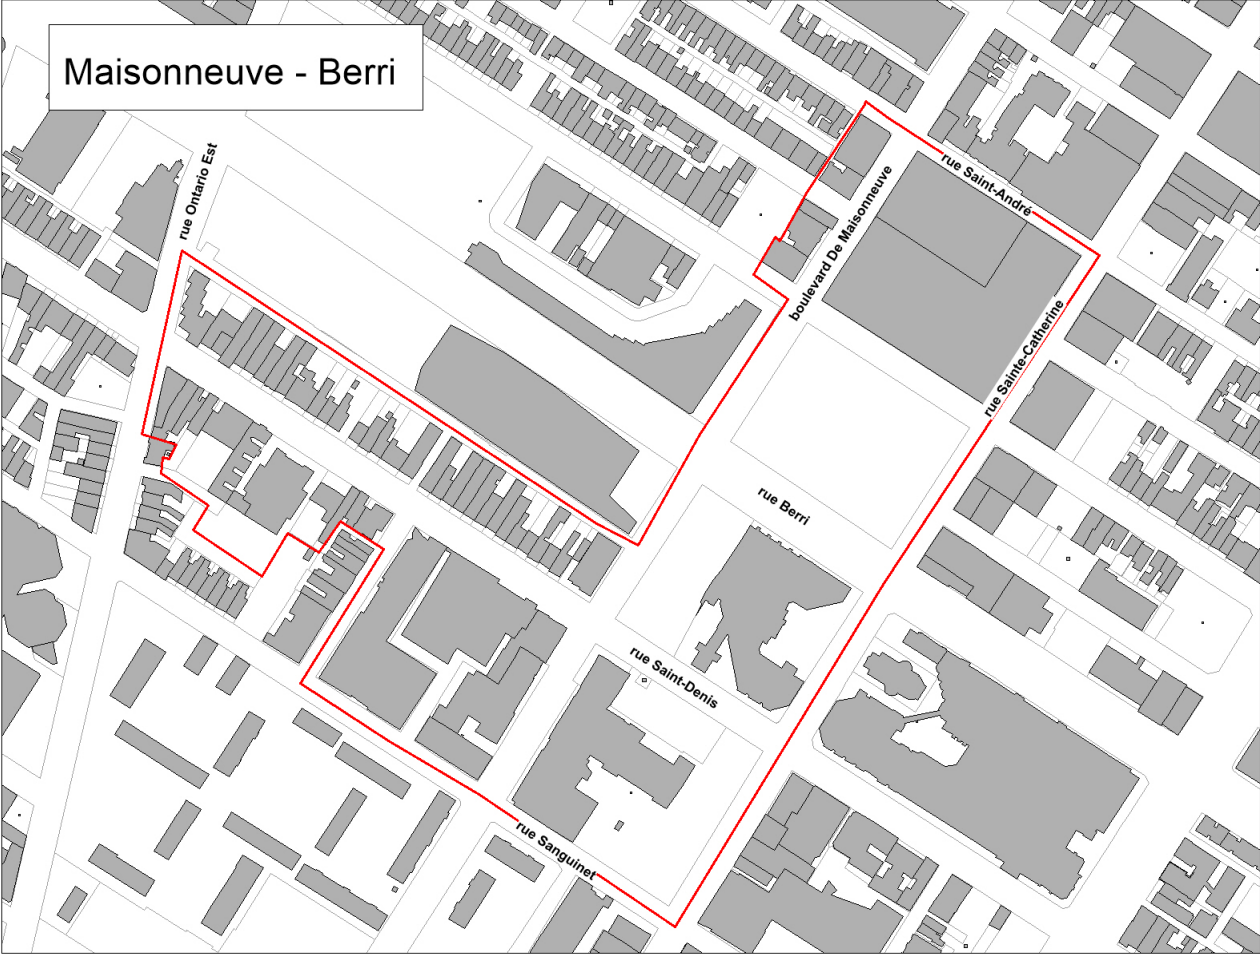 Maisonneuve - Berri
rue Ontario Est
rue Saint-André
boulevard De Maisonneuve
rue Sainte-Catherine
rue Berri
rue Saint-Denis
rue Sanguinet